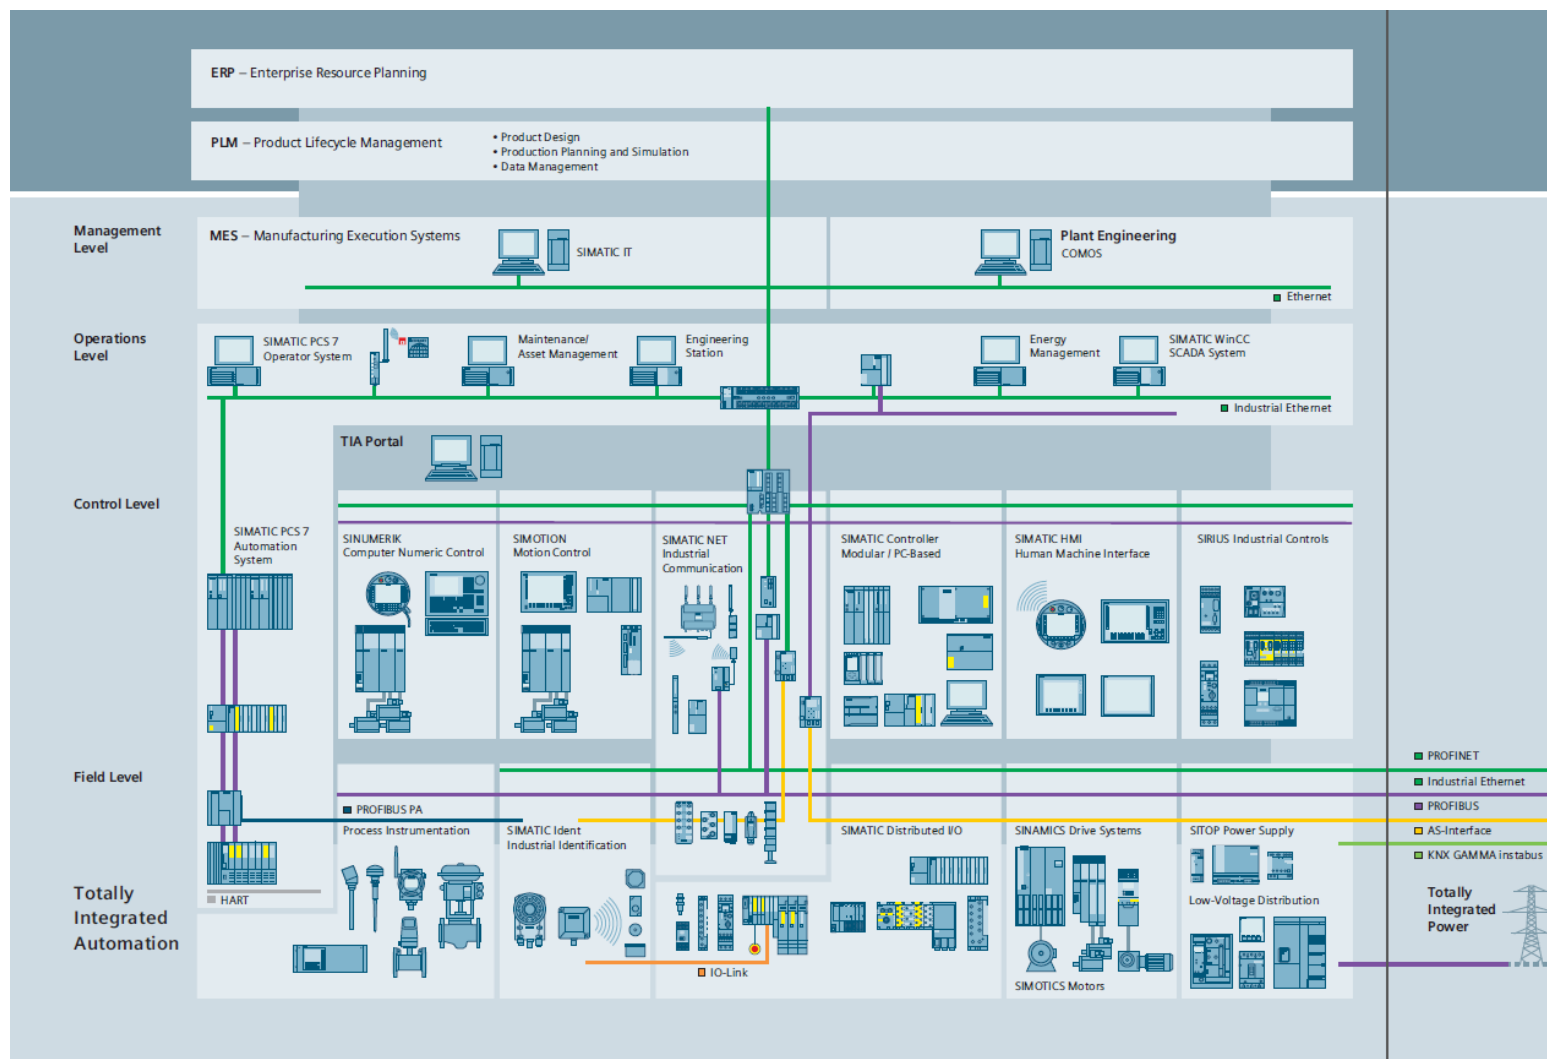 ERP – Enterprise Resource Planning
PLM – Product Lifecycle Management
• Product Design
• Production Planning and Simulation
• Data Management
Management
Level
MES – Manufacturing Execution Systems
SIMATIC IT
Plant Engineering
COMOS
Ethernet
Operations
Level
SIMATIC PCS 7
Operator System
Maintenance/
Asset Management
Engineering
Station
Energy
Management
SIMATIC WinCC
SCADA System
Industrial Ethernet
TIA Portal
Control Level
SIMATIC PCS 7
Automation
System
SINUMERIK
Computer Numeric Control
SIMOTION
Motion Control
SIMATIC NET
Industrial
Communication
SIMATIC Controller
Modular / PC-Based
SIMATIC HMI
Human Machine Interface
SIRIUS Industrial Controls
Field Level
PROFINET
Industrial Ethernet
PROFIBUS
AS-Interface
KNX GAMMA instabus
PROFIBUS PA
Process Instrumentation
SIMATIC Ident
Industrial Identification
SIMATIC Distributed I/O
SINAMICS Drive Systems
SITOP Power Supply
HART
Low-Voltage Distribution
Totally
Integrated
Automation
Totally
Integrated
Power
IO-Link
SIMOTICS Motors